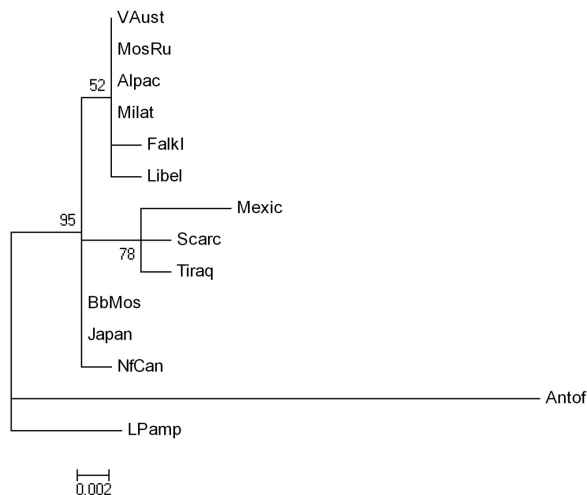 VAust
MosRu
52
Alpac
Milat
FalkI
Libel
Mexic
95
Scarc
78
Tiraq
BbMos
Japan
NfCan
Antof
LPamp
0.002